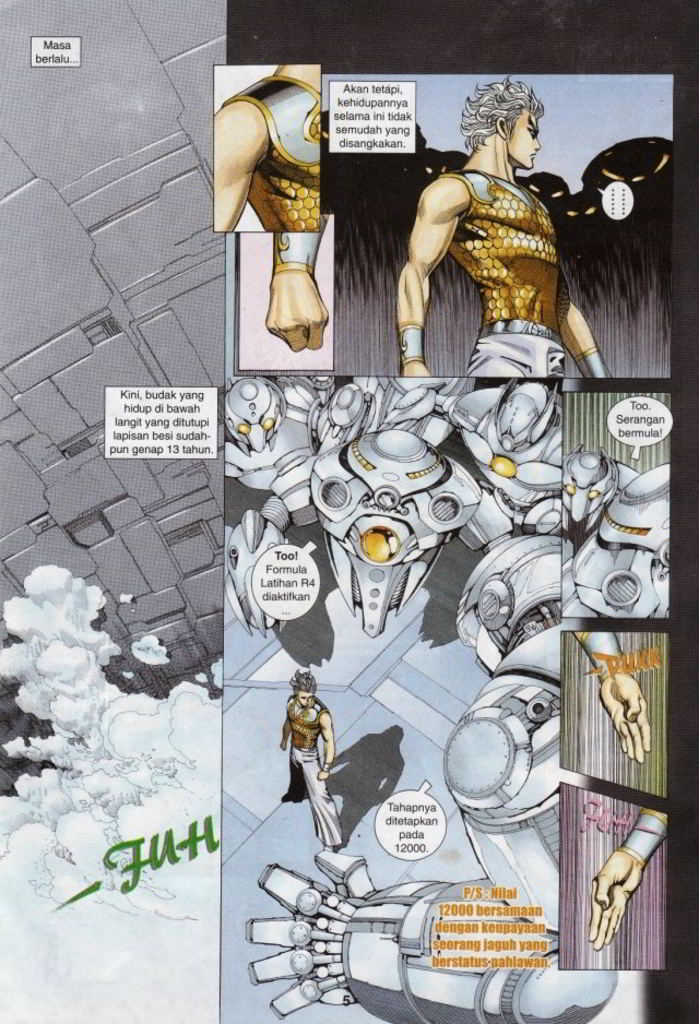 Masa
berlalu...
Akan tetapi,
kehidupannya
selama ini tidak
semudah yang
disangkakan.
Kini, budak yang
hidup di bawah
langit yang ditutupi
lapisan besi sudah-
pun genap 13 tahun.
Too.
Serangan
bermula!
Too!
Formula
Latihan R4
diaktifkan
...
Tahapnya
ditetapkan
pada
12000.
FUH
FUH
P/S : Nilai
12000 bersamaan
dengan keupayaan
seorang jaguh yang
berstatus pahlawan.
5